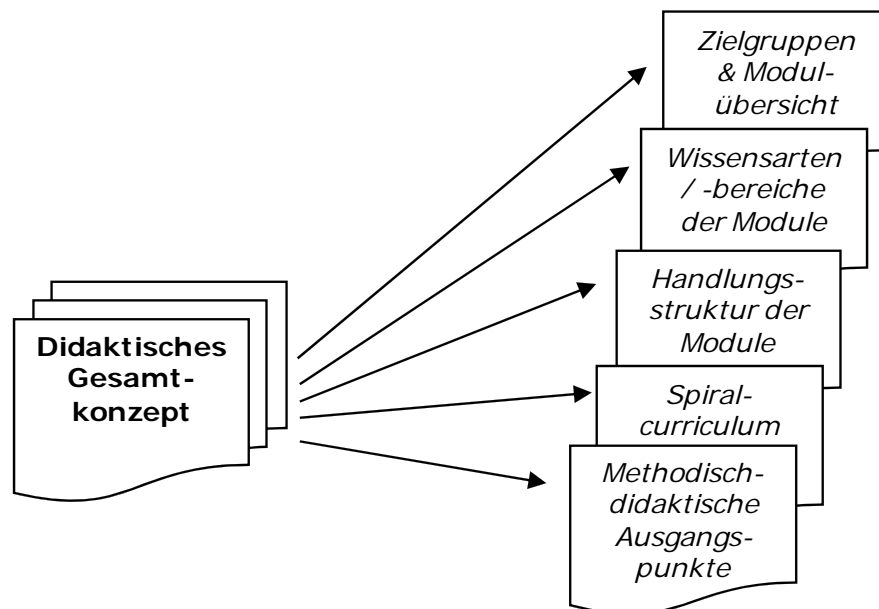 Zielgruppen
& Modul-
übersicht
Wissensarten
/ -bereiche
der Module
Handlungs-
struktur der
Module
Spiral-
curriculum
Methodisch-
didaktische
Ausgangs-
punkte
Didaktisches
Gesamt-
konzept